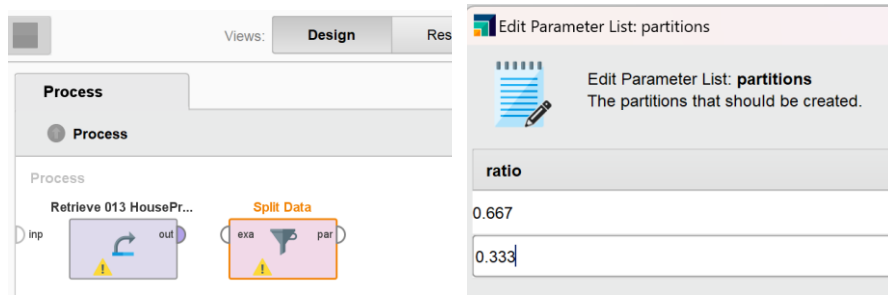 Views:
Design
Res
Process
Process
Process
Retrieve 013 HousePr...
Split Data
inp
out
exa
par
Edit Parameter List: partitions
Edit Parameter List: partitions
The partitions that should be created.
ratio
0.667
0.333